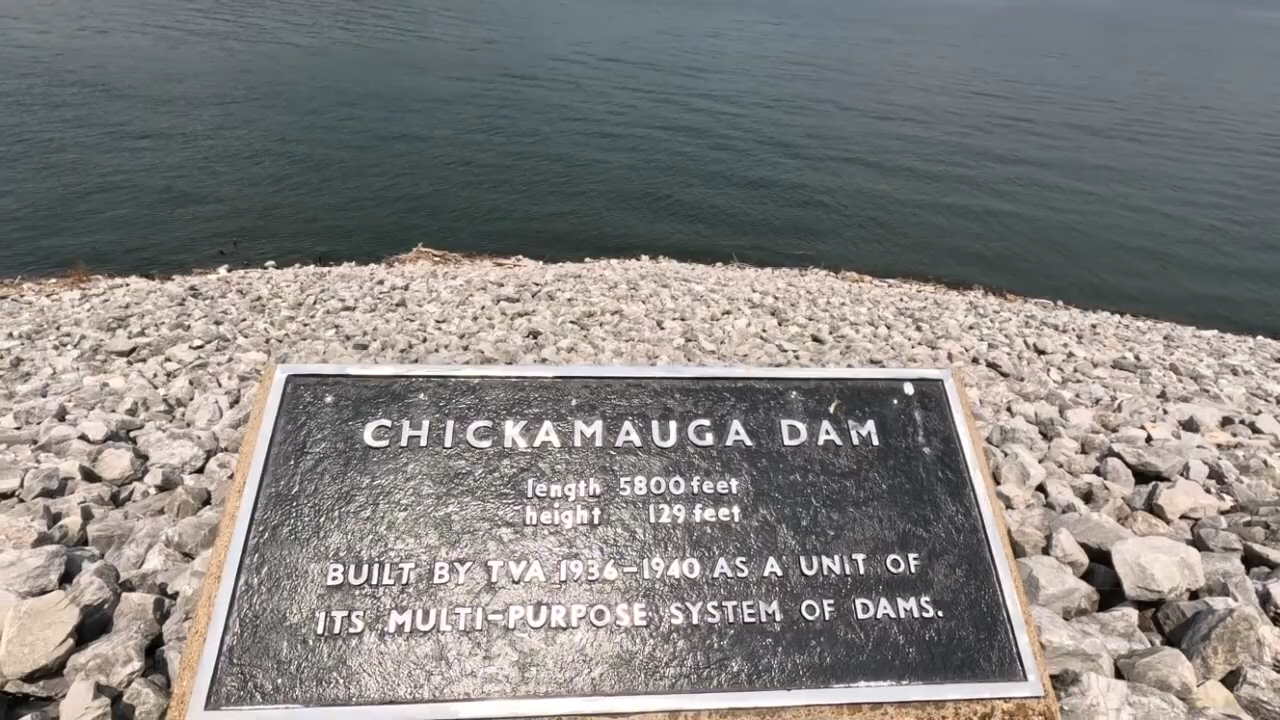 CHICKAMAUGA DAM
length 5800 feet
height 129 feet
BUILT BY TVA 1936-1940 AS A UNIT OF
ITS MULTI-PURPOSE SYSTEM OF DAMS.